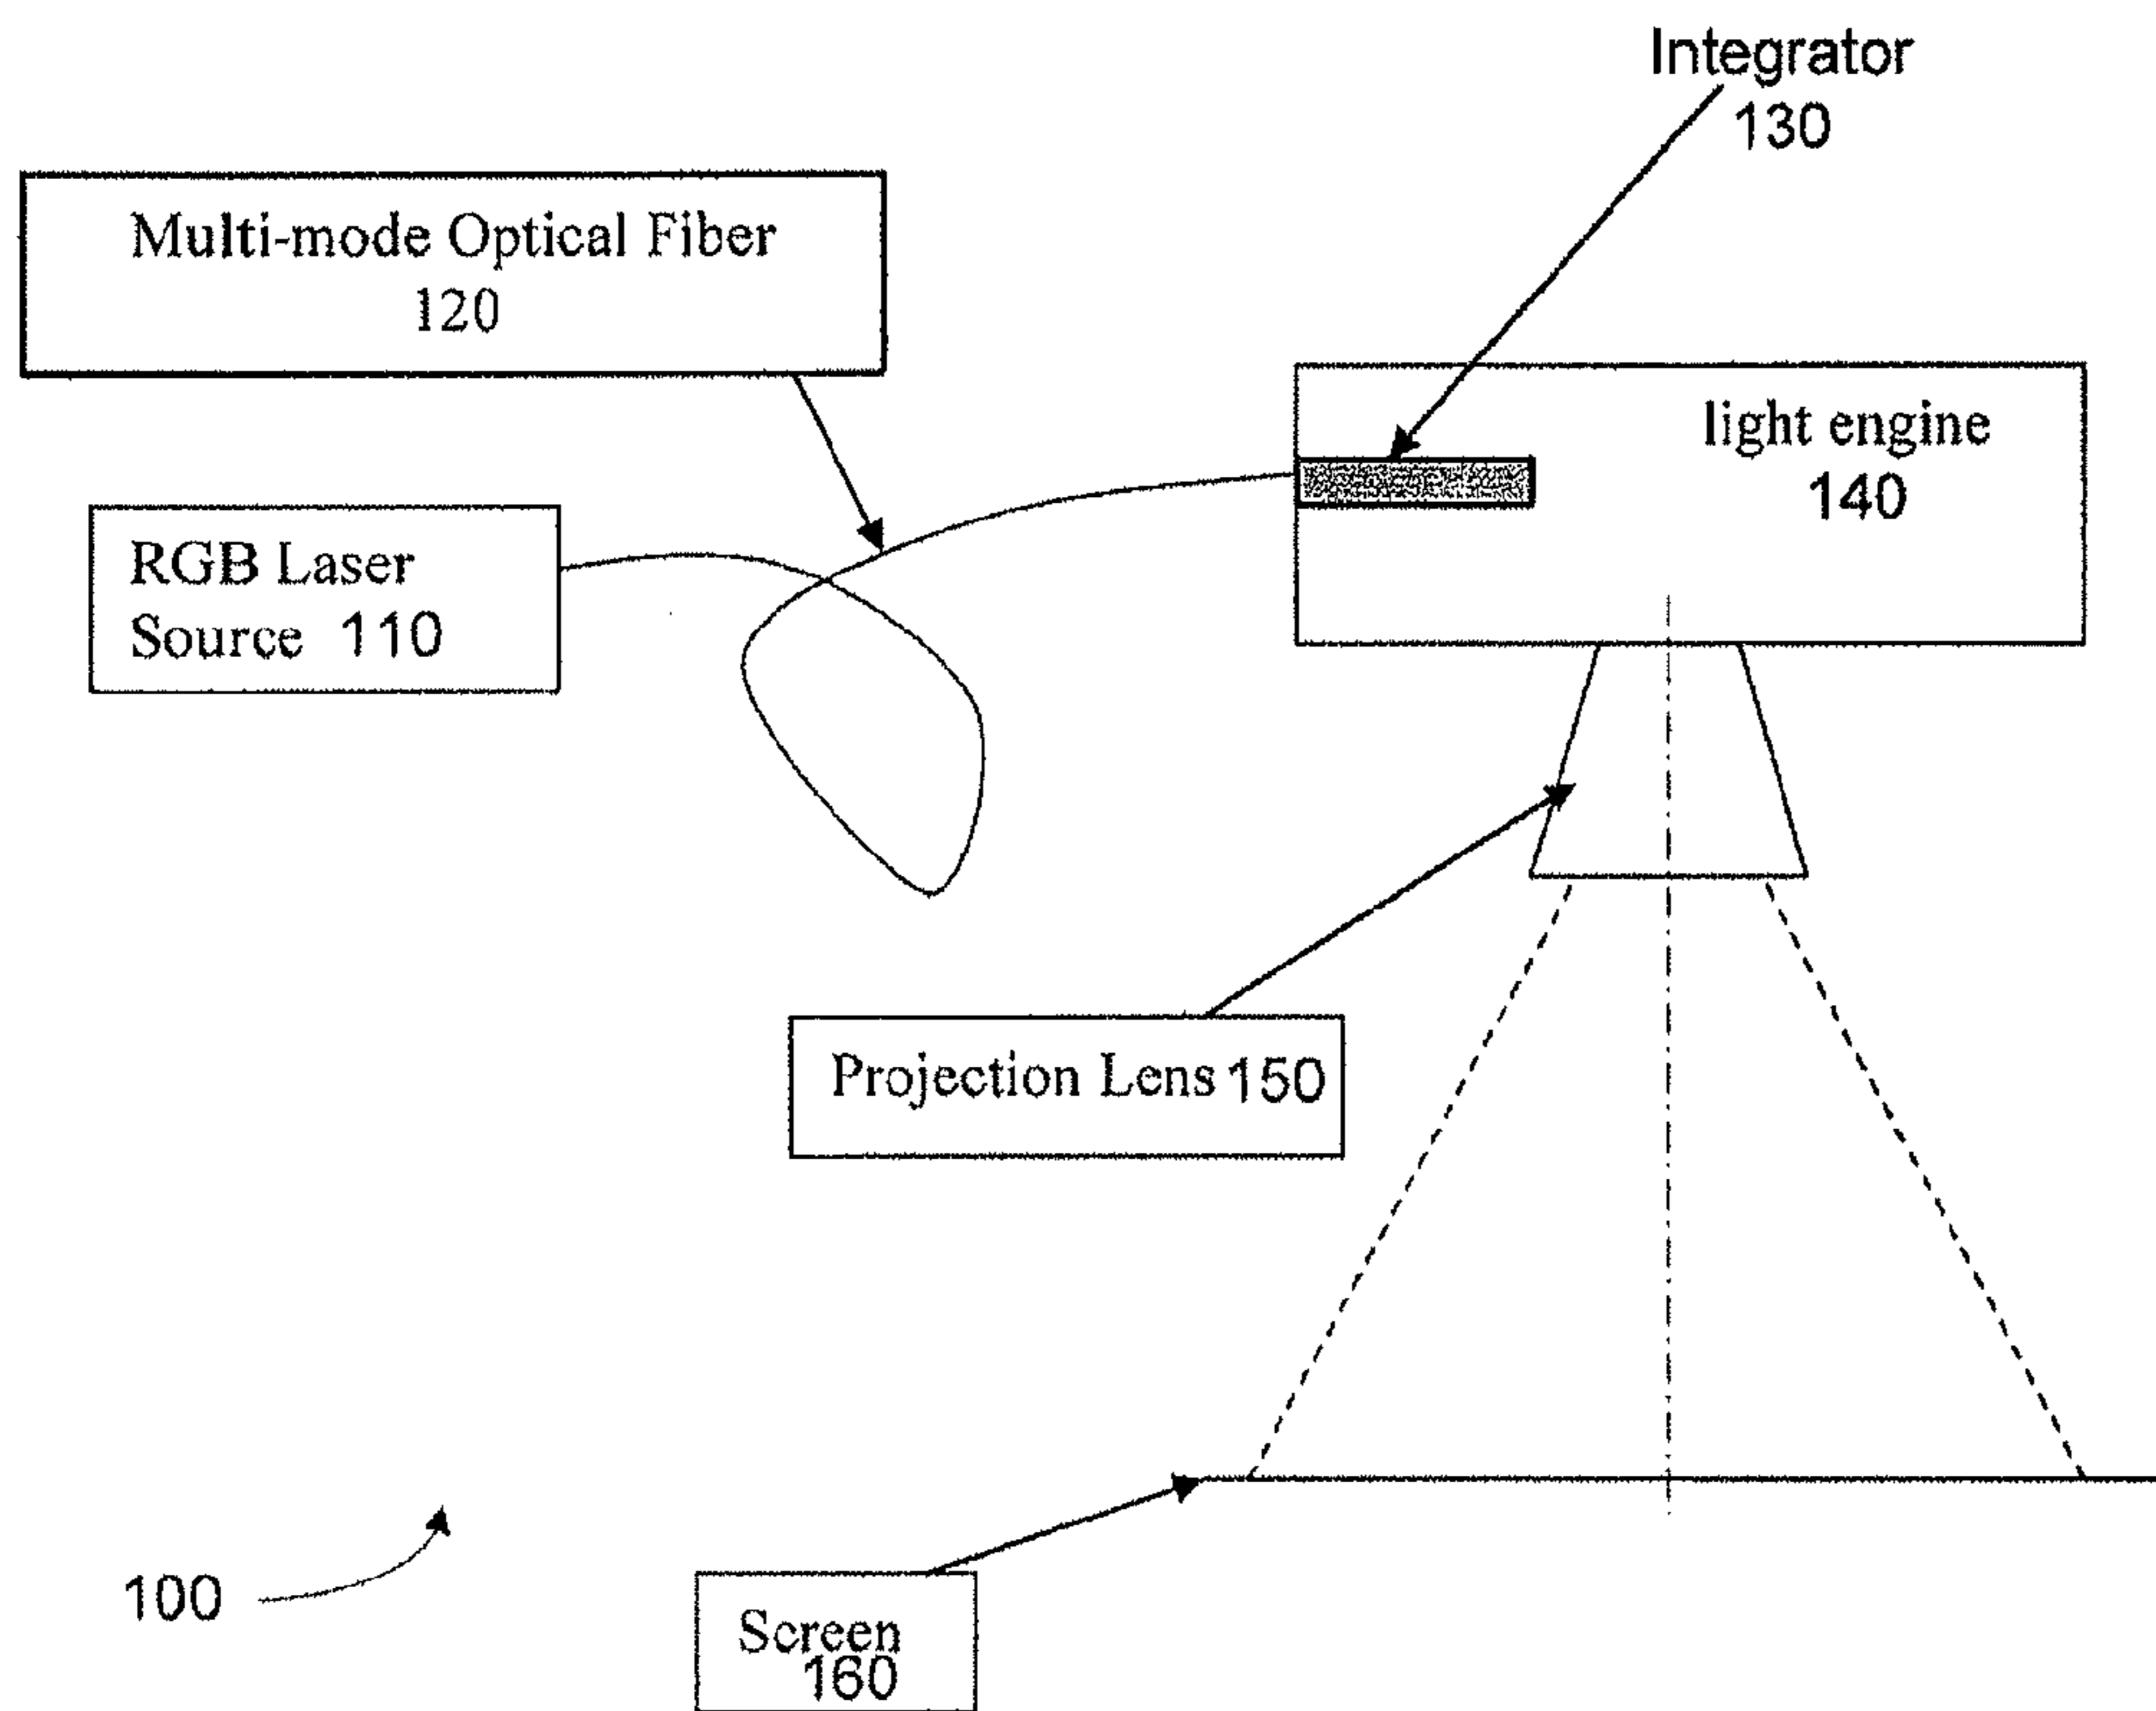 Integrator
130
Multi-mode Optical Fiber
120
light engine
140
RGB Laser
Source 110
Projection Lens 150
100
Screen
160